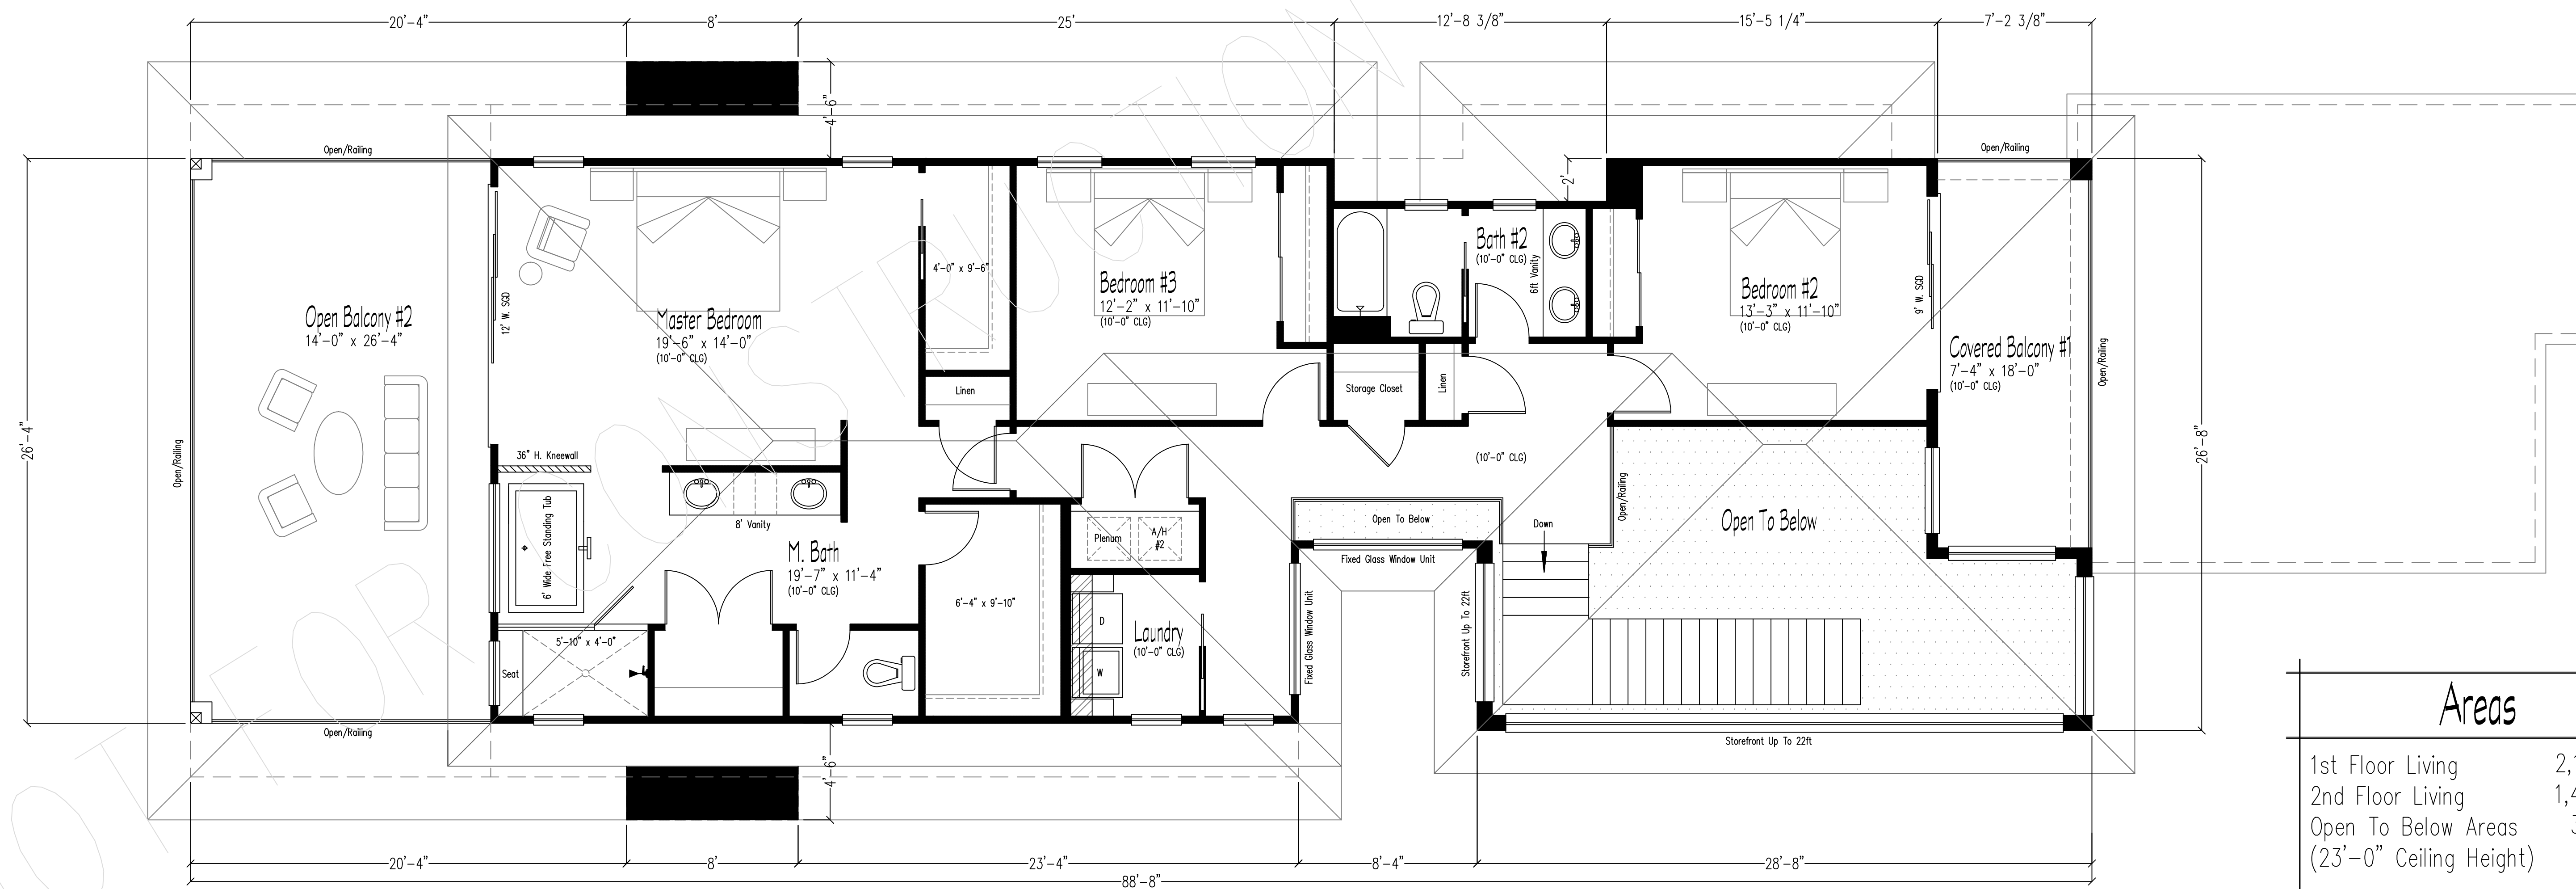 20'-4"
8'
25'
12'-8 3/8"
15'-5 1/4"
7'-2 3/8"
4'-6"
2'
26'-4"
26'-8"
Open/Railing
Open/Railing
Open/Railing
Open/Railing
Open/Railing
Open/Railing
Open Balcony #2
14'-0" x 26'-4"
12' W. SGD
Master Bedroom
19'-6" x 14'-0"
(10'-0" CLG)
4'-0" x 9'-6"
Linen
Bedroom #3
12'-2" x 11'-10"
(10'-0" CLG)
Bath #2
(10'-0" CLG)
6ft Vanity
Storage Closet
Linen
Bedroom #2
13'-3" x 11'-10"
(10'-0" CLG)
9' W. SGD
Covered Balcony #1
7'-4" x 18'-0"
(10'-0" CLG)
(10'-0" CLG)
36" H. Kneewall
6' Wide Free Standing Tub
8' Vanity
M. Bath
19'-7" x 11'-4"
(10'-0" CLG)
5'-10" x 4'-0"
Seat
6'-4" x 9'-10"
Plenum
A/H
#2
D
W
Laundry
(10'-0" CLG)
Open To Below
Fixed Glass Window Unit
Fixed Glass Window Unit
Storefront Up To 22ft
Down
Open To Below
Storefront Up To 22ft
4'-6"
20'-4"
8'
23'-4"
8'-4"
28'-8"
88'-8"
Areas
1st Floor Living
2nd Floor Living
Open To Below Areas
(23'-0" Ceiling Height)
NOT FOR CONSTRUCTION